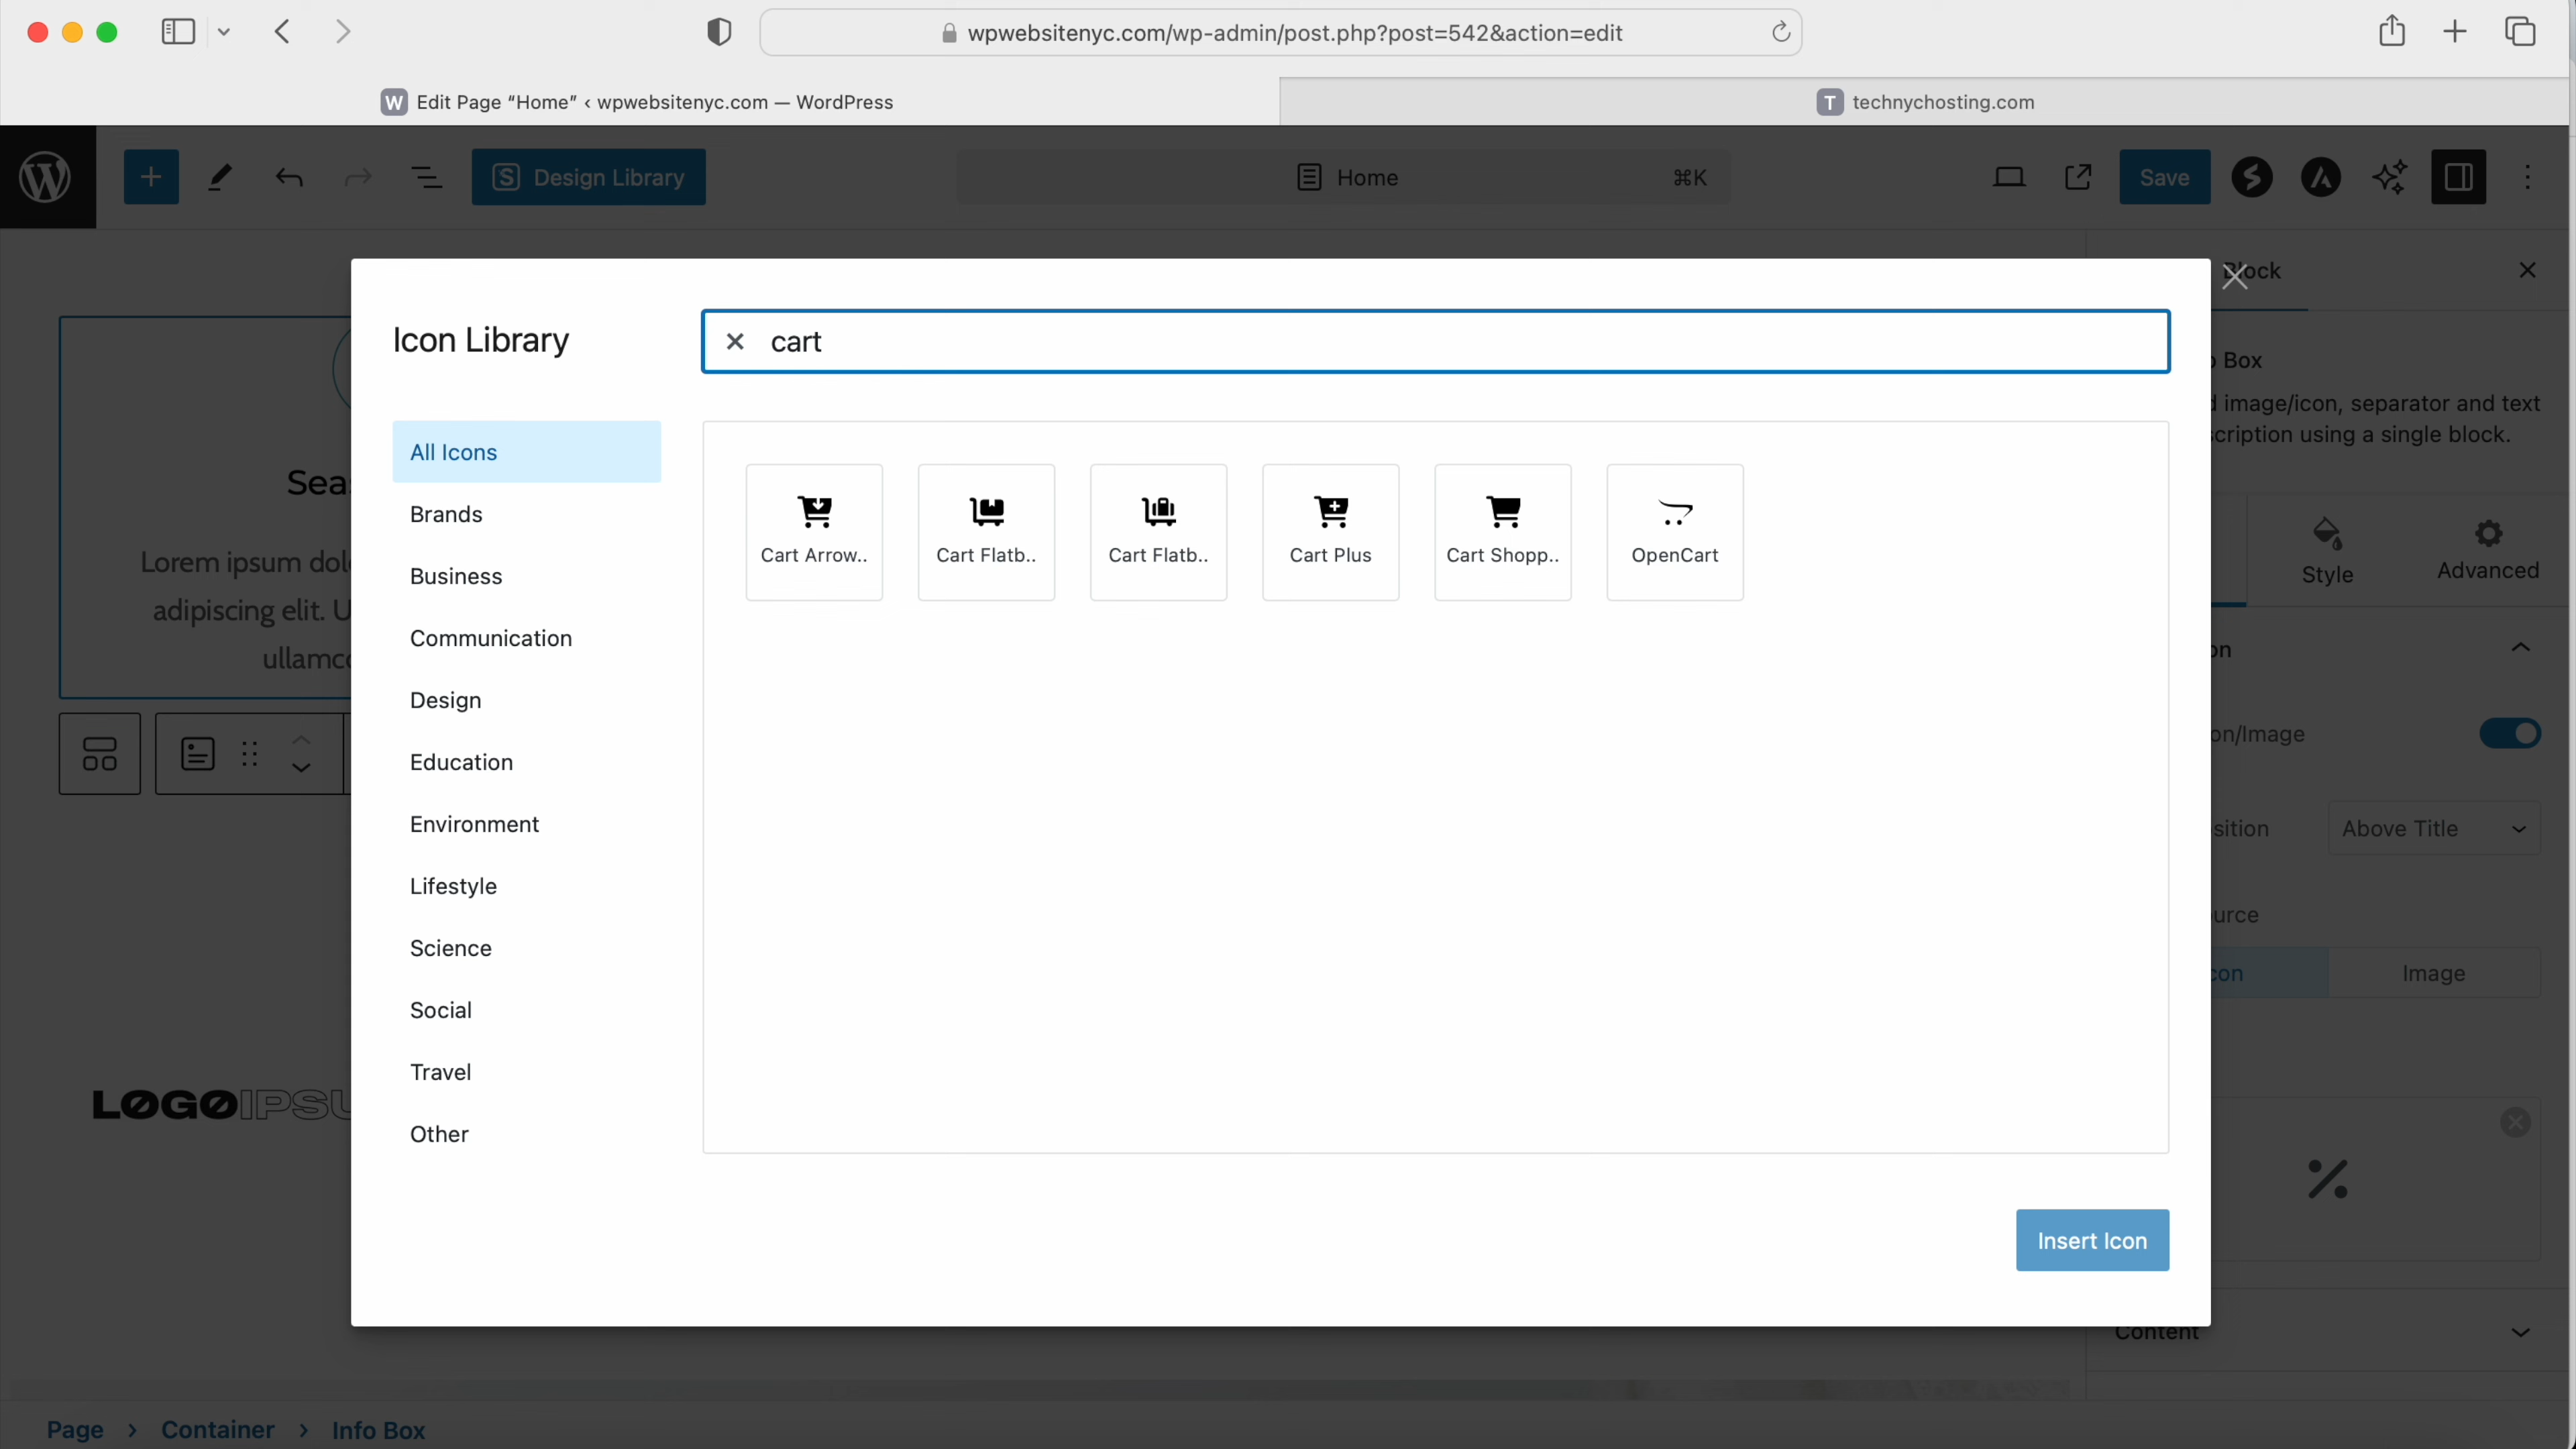 wpwebsitenyc.com/wp-admin/post.php?post=542&action=edit
W Edit Page “Home” ‹ wpwebsitenyc.com — WordPress
T technychosting.com
Design Library
Home
⌘K
Save
Block
Icon Library
cart
Box
image/icon, separator and text
scription using a single block.
All Icons
Brands
Business
Communication
Design
Education
Environment
Lifestyle
Science
Social
Travel
Other
Cart Arrow..
Cart Flatb..
Cart Flatb..
Cart Plus
Cart Shopp..
OpenCart
Seas
Lorem ipsum dol
adipiscing elit. U
ullamc
Style
Advanced
on/Image
sition
Above Title
urce
con
Image
LOGOIPSU
Insert Icon
Content
Page › Container › Info Box